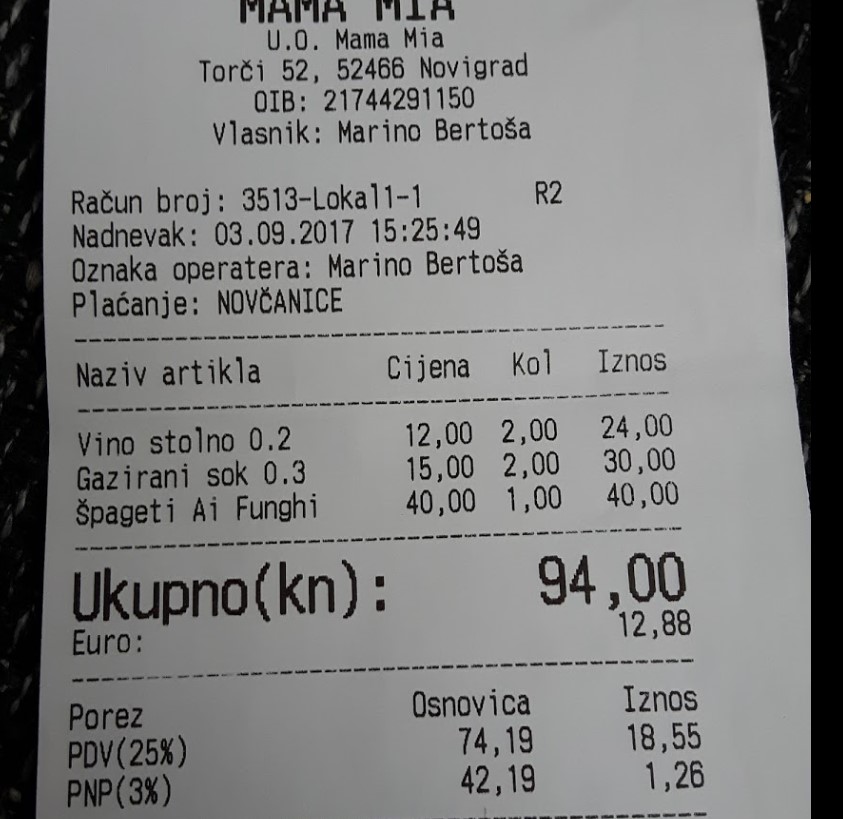 MAMA MIA
U.O. Mama Mia
Torči 52, 52466 Novigrad
OIB: 21744291150
Vlasnik: Marino Bertoša
Račun broj: 3513-Lokal1-1 R2
Nadnevak: 03.09.2017 15:25:49
Oznaka operatera: Marino Bertoša
Plaćanje: NOVČANICE
Naziv artikla Cijena Kol Iznos
Vino stolno 0.2 12,00 2,00 24,00
Gazirani sok 0.3 15,00 2,00 30,00
Špageti Ai Funghi 40,00 1,00 40,00
Ukupno(kn): 94,00
Euro: 12,88
Porez Osnovica Iznos
PDV(25%) 74,19 18,55
PNP(3%) 42,19 1,26